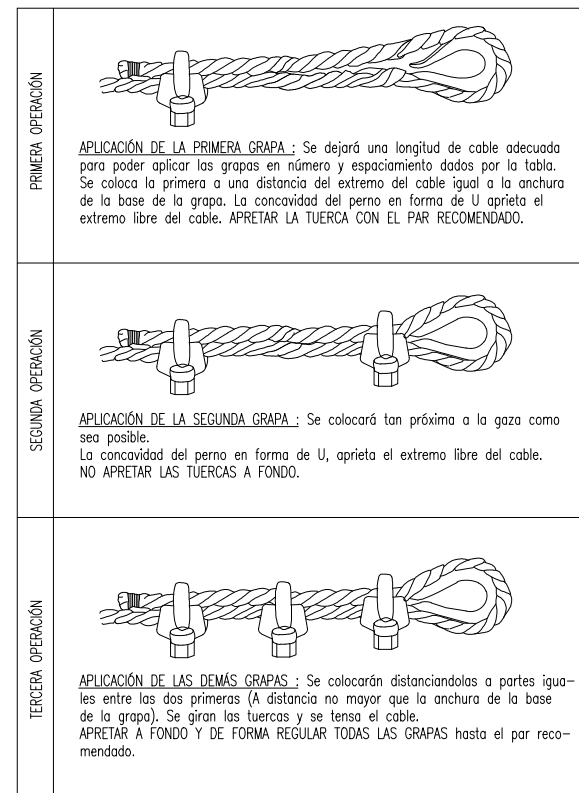 PRIMERA OPERACIÓN
APLICACIÓN DE LA PRIMERA GRAPA : Se dejará una longitud de cable adecuada
para poder aplicar las grapas en número y espaciamiento dados por la tabla.
Se coloca la primera a una distancia del extremo del cable igual a la anchura
de la base de la grapa. La concavidad del perno en forma de U aprieta el
extremo libre del cable. APRETAR LA TUERCA CON EL PAR RECOMENDADO.
SEGUNDA OPERACIÓN
APLICACIÓN DE LA SEGUNDA GRAPA : Se colocará tan próxima a la gaza como
sea posible.
La concavidad del perno en forma de U, aprieta el extremo libre del cable.
NO APRETAR LAS TUERCAS A FONDO.
TERCERA OPERACIÓN
APLICACIÓN DE LAS DEMÁS GRAPAS : Se colocarán distanciandolas a partes igua-
les entre las dos primeras (A distancia no mayor que la anchura de la base
de la grapa). Se giran las tuercas y se tensa el cable.
APRETAR A FONDO Y DE FORMA REGULAR TODAS LAS GRAPAS hasta el par reco-
mendado.